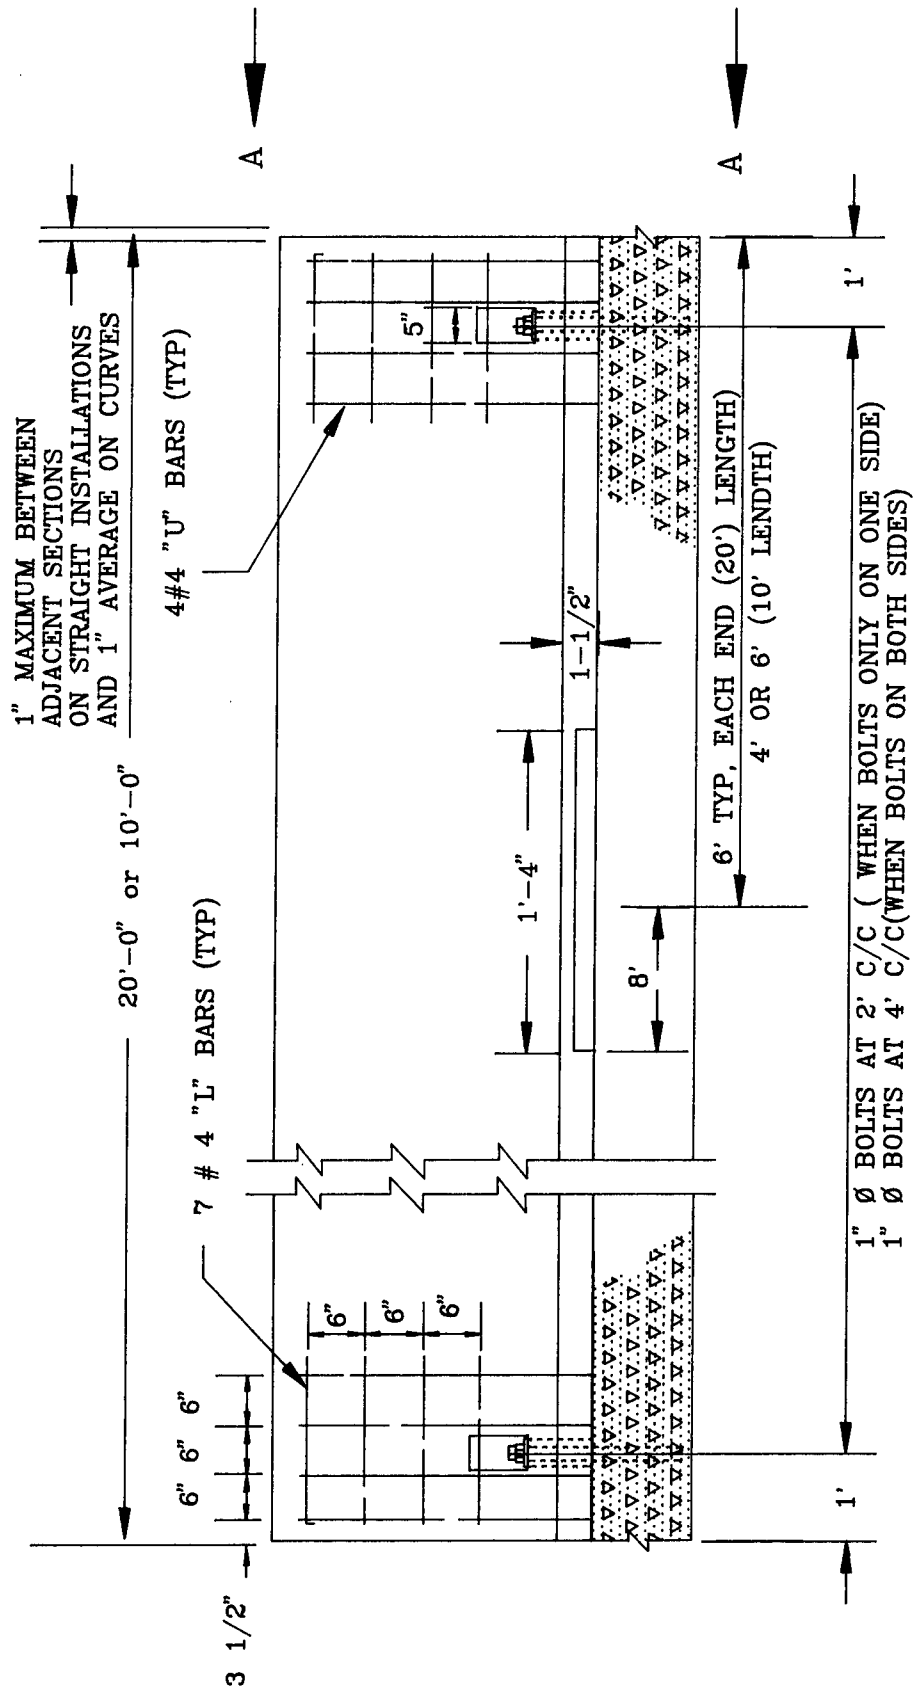 1" MAXIMUM BETWEEN
ADJACENT SECTIONS
ON STRAIGHT INSTALLATIONS
AND 1" AVERAGE ON CURVES
20'-0" or 10'-0"
7 # 4 "L" BARS (TYP)
4#4 "U" BARS (TYP)
3 1/2"
6"
6"
6"
6"
6"
6"
5"
A
A
1'-4"
1-1/2"
8'
6' TYP, EACH END (20') LENGTH)
4' OR 6' (10' LENDTH)
1'
1'
1" Ø BOLTS AT 2' C/C ( WHEN BOLTS ONLY ON ONE SIDE)
1" Ø BOLTS AT 4' C/C(WHEN BOLTS ON BOTH SIDES)